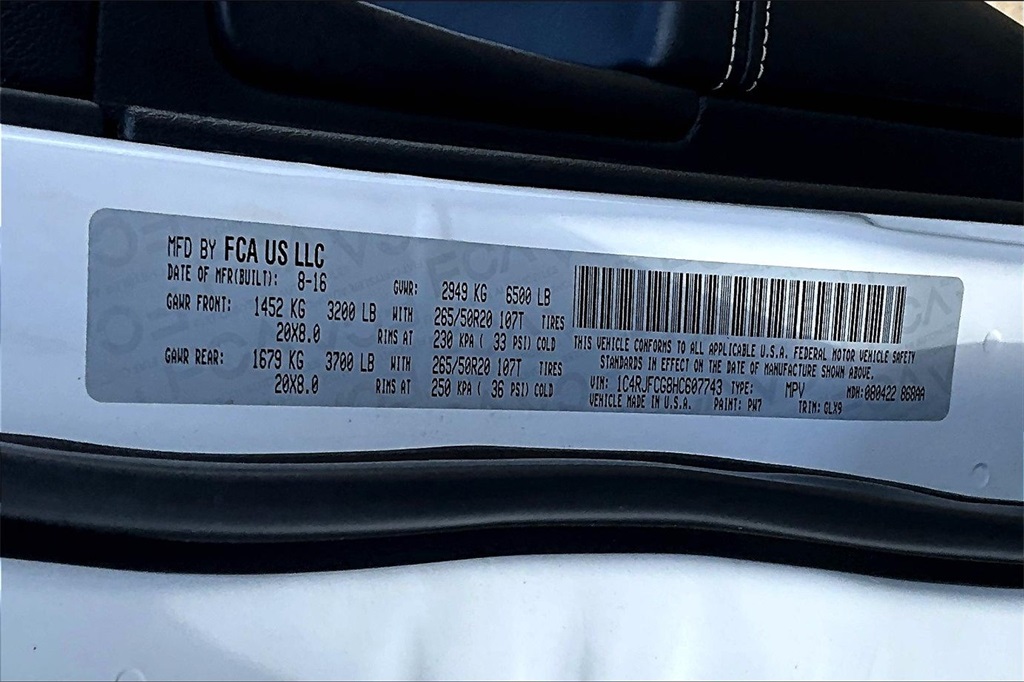 MFD BY FCA US LLC
DATE OF MFR(BUILT): 8-16 GVWR: 2949 KG 6500 LB
GAWR FRONT: 1452 KG 3200 LB WITH 265/50R20 107T TIRES
20X8.0 RIMS AT 230 KPA ( 33 PSI) COLD
GAWR REAR: 1679 KG 3700 LB WITH 265/50R20 107T TIRES
20X8.0 RIMS AT 250 KPA ( 36 PSI) COLD
THIS VEHICLE CONFORMS TO ALL APPLICABLE U.S.A. FEDERAL MOTOR VEHICLE SAFETY
STANDARDS IN EFFECT ON THE DATE OF MANUFACTURE SHOWN ABOVE.
VIN: 1C4RJFCG8HC607743 TYPE: MPV MDH: 080422 868AA
VEHICLE MADE IN U.S.A. PAINT: PW7 TRIM: GLX9